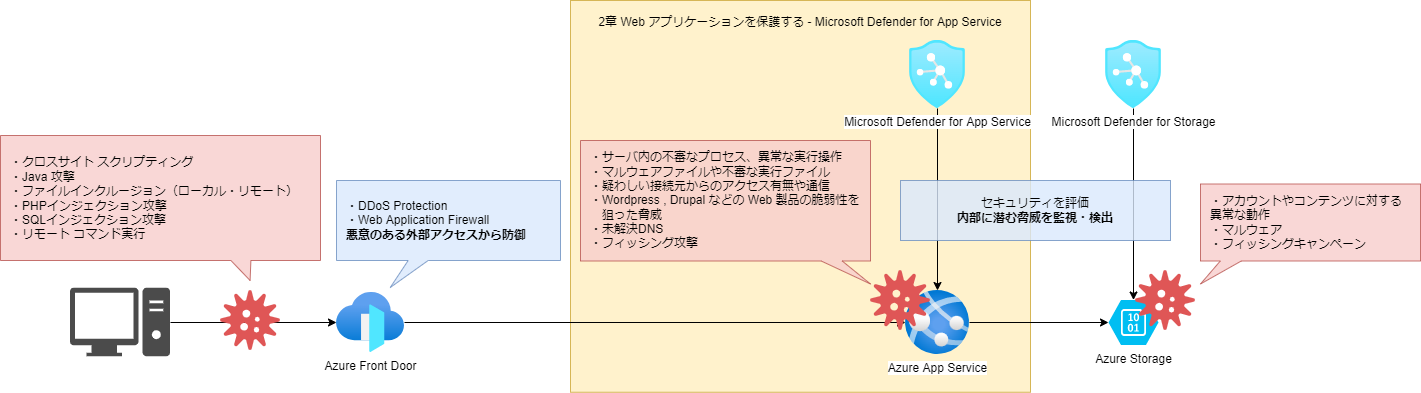 2章 Web アプリケーションを保護する - Microsoft Defender for App Service
Microsoft Defender for App Service
Microsoft Defender for Storage
・クロスサイト スクリプティング
・Java 攻撃
・ファイルインクルージョン（ローカル・リモート）
・PHPインジェクション攻撃
・SQLインジェクション攻撃
・リモート コマンド実行
・DDoS Protection
・Web Application Firewall
悪意のある外部アクセスから防御
・サーバ内の不審なプロセス、異常な実行操作
・マルウェアファイルや不審な実行ファイル
・疑わしい接続元からのアクセス有無や通信
・Wordpress , Drupal などの Web 製品の脆弱性を
狙った脅威
・未解決DNS
・フィッシング攻撃
セキュリティを評価
内部に潜む脅威を監視・検出
・アカウントやコンテンツに対する
異常な動作
・マルウェア
・フィッシングキャンペーン
Azure Front Door
Azure App Service
10
01
Azure Storage